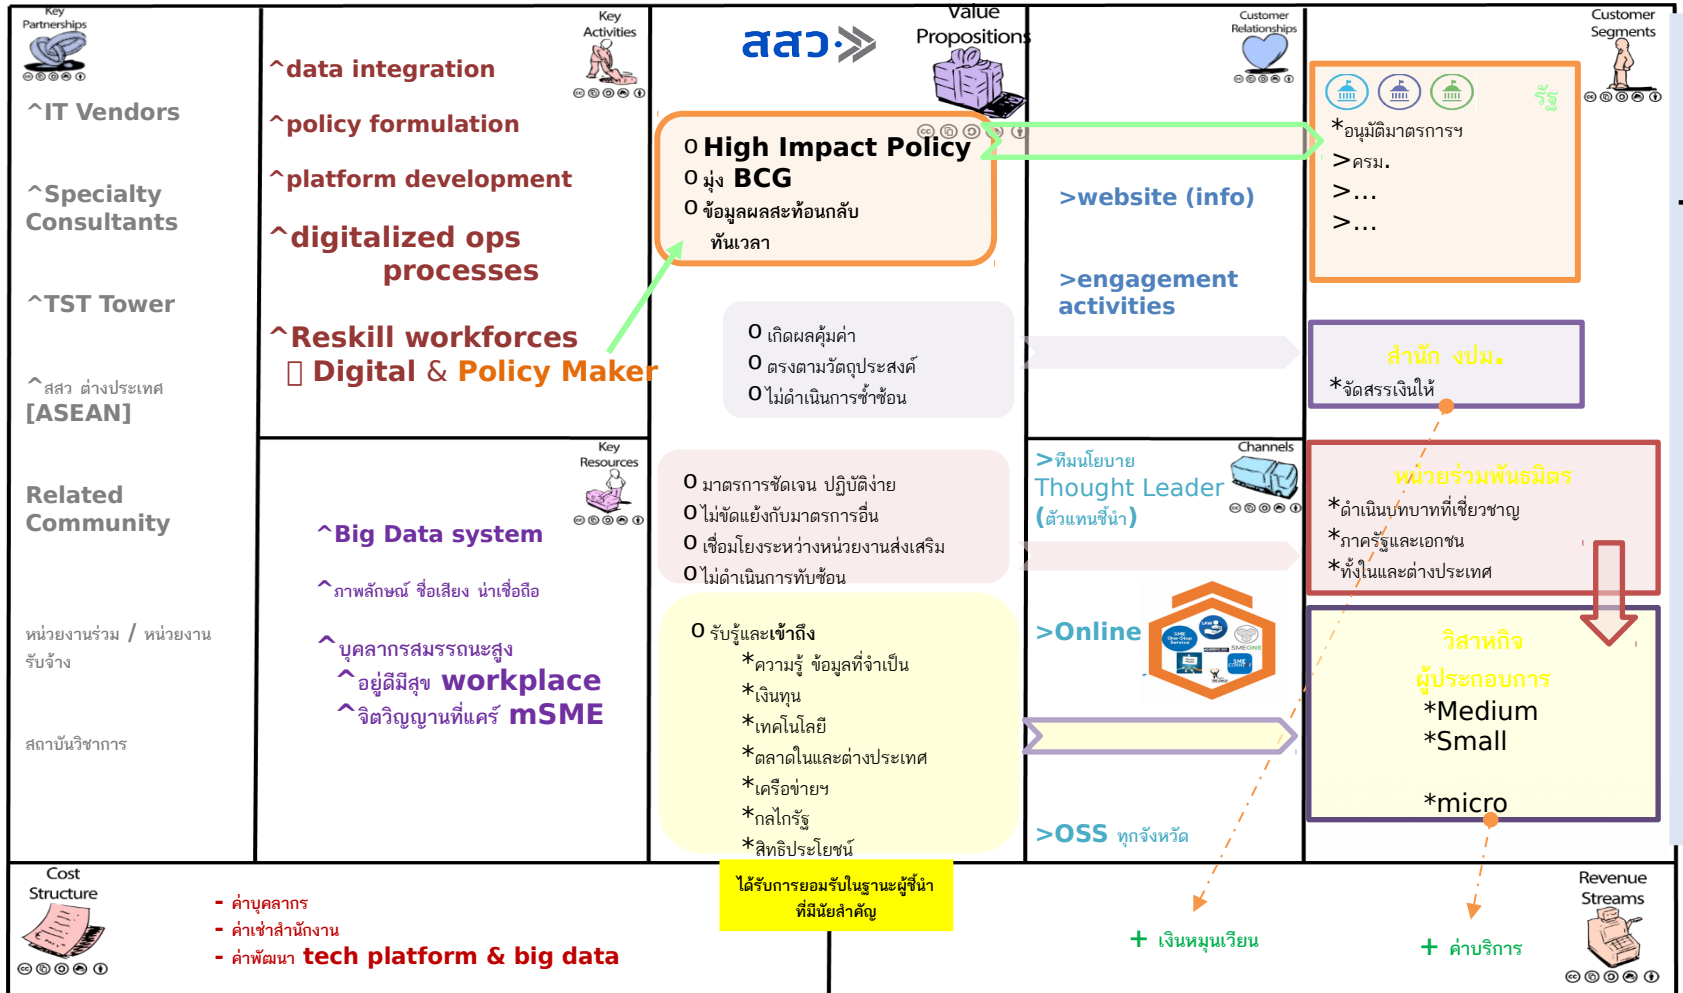 Key
Partnerships
^IT Vendors
^Specialty
Consultants
^TST Tower
^สสว ต่างประเทศ
[ASEAN]
Related
Community
หน่วยงานร่วม / หน่วยงาน
รับจ้าง
สถาบันวิชาการ
Key
Activities
^data integration
^policy formulation
^platform development
^digitalized ops
processes
^Reskill workforces
Digital & Policy Maker
Key
Resources
^Big Data system
^ภาพลักษณ์ ชื่อเสียง น่าเชื่อถือ
^บุคลากรสมรรถนะสูง
^อยู่ดีมีสุข workplace
^จิตวิญญานที่แคร์ mSME
สสว
Value
Propositions
o High Impact Policy
o มุ่ง BCG
o ข้อมูลผลสะท้อนกลับ
ทันเวลา
o เกิดผลคุ้มค่า
o ตรงตามวัตถุประสงค์
o ไม่ดำเนินการซ้ำซ้อน
o มาตรการชัดเจน ปฏิบัติง่าย
o ไม่ขัดแย้งกับมาตรการอื่น
o เชื่อมโยงระหว่างหน่วยงานส่งเสริม
o ไม่ดำเนินการทับซ้อน
o รับรู้และเข้าถึง
*ความรู้ ข้อมูลที่จำเป็น
*เงินทุน
*เทคโนโลยี
*ตลาดในและต่างประเทศ
*เครือข่ายฯ
*กลไกรัฐ
*สิทธิประโยชน์
ได้รับการยอมรับในฐานะผู้ชี้นำ
ที่มีนัยสำคัญ
Customer
Relationships
>website (info)
>engagement
activities
Channels
>ทีมนโยบาย
Thought Leader
(ตัวแทนชี้นำ)
>Online
SME
One-Stop
Service
SMEONE
SME
>OSS ทุกจังหวัด
Customer
Segments
รัฐ
*อนุมัติมาตรการฯ
>ครม.
>...
>...
สำนัก งปม.
*จัดสรรเงินให้
หน่วยร่วมพันธมิตร
*ดำเนินบทบาทที่เชี่ยวชาญ
*ภาครัฐและเอกชน
*ทั้งในและต่างประเทศ
วิสาหกิจ
ผู้ประกอบการ
*Medium
*Small
*micro
Cost
Structure
- ค่าบุคลากร
- ค่าเช่าสำนักงาน
- ค่าพัฒนา tech platform & big data
Revenue
Streams
+ เงินหมุนเวียน
+ ค่าบริการ